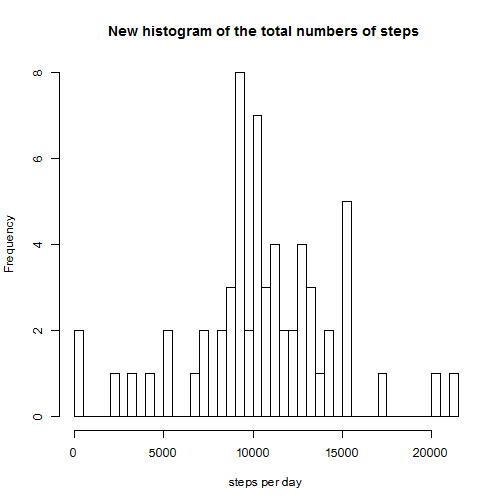 New histogram of the total numbers of steps
8
6
4
2
0
Frequency
0 5000 10000 15000 20000
steps per day